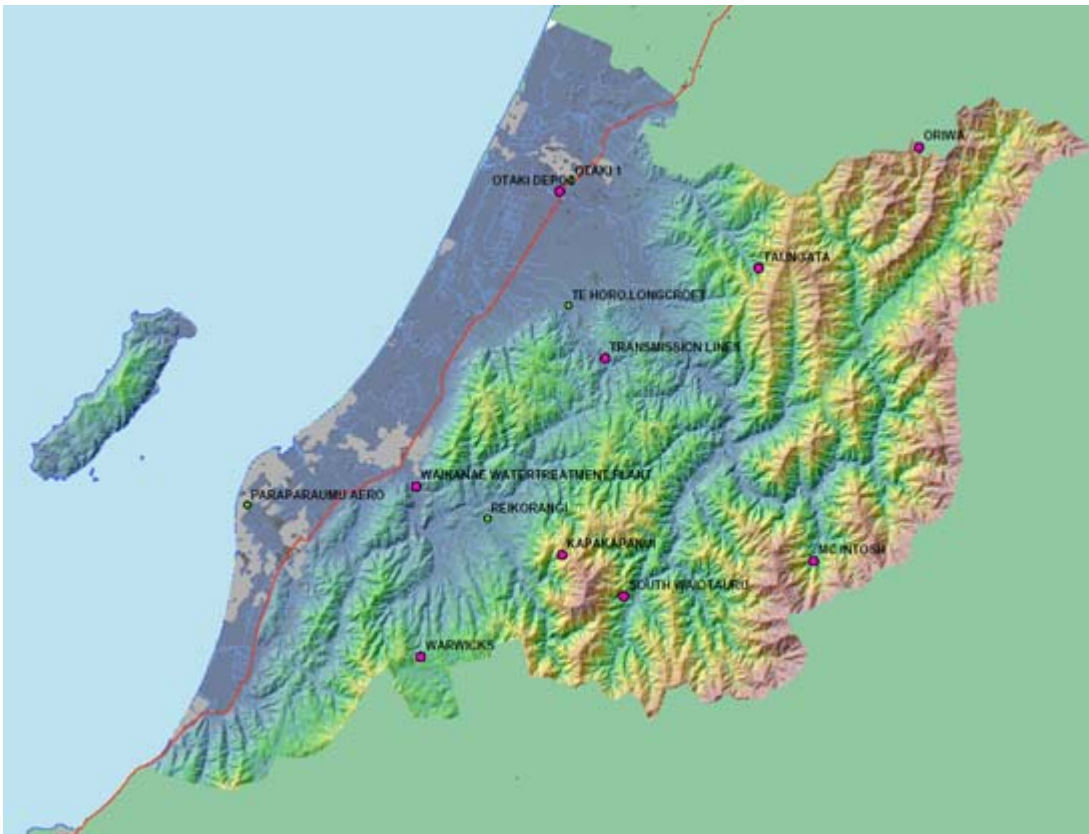 ORIWA
OTAKI 1
OTAKI DEPOT
TAUNGATA
TE HORO LONGCROFT
TRANSMISSION LINES
WAIKANAE WATERTREATMENT PLANT
PARAPARAUMU AERO
REIKORANGI
KAPAKAPANUI
MC INTOSH
SOUTH WAIOTAURU
WARWICKS